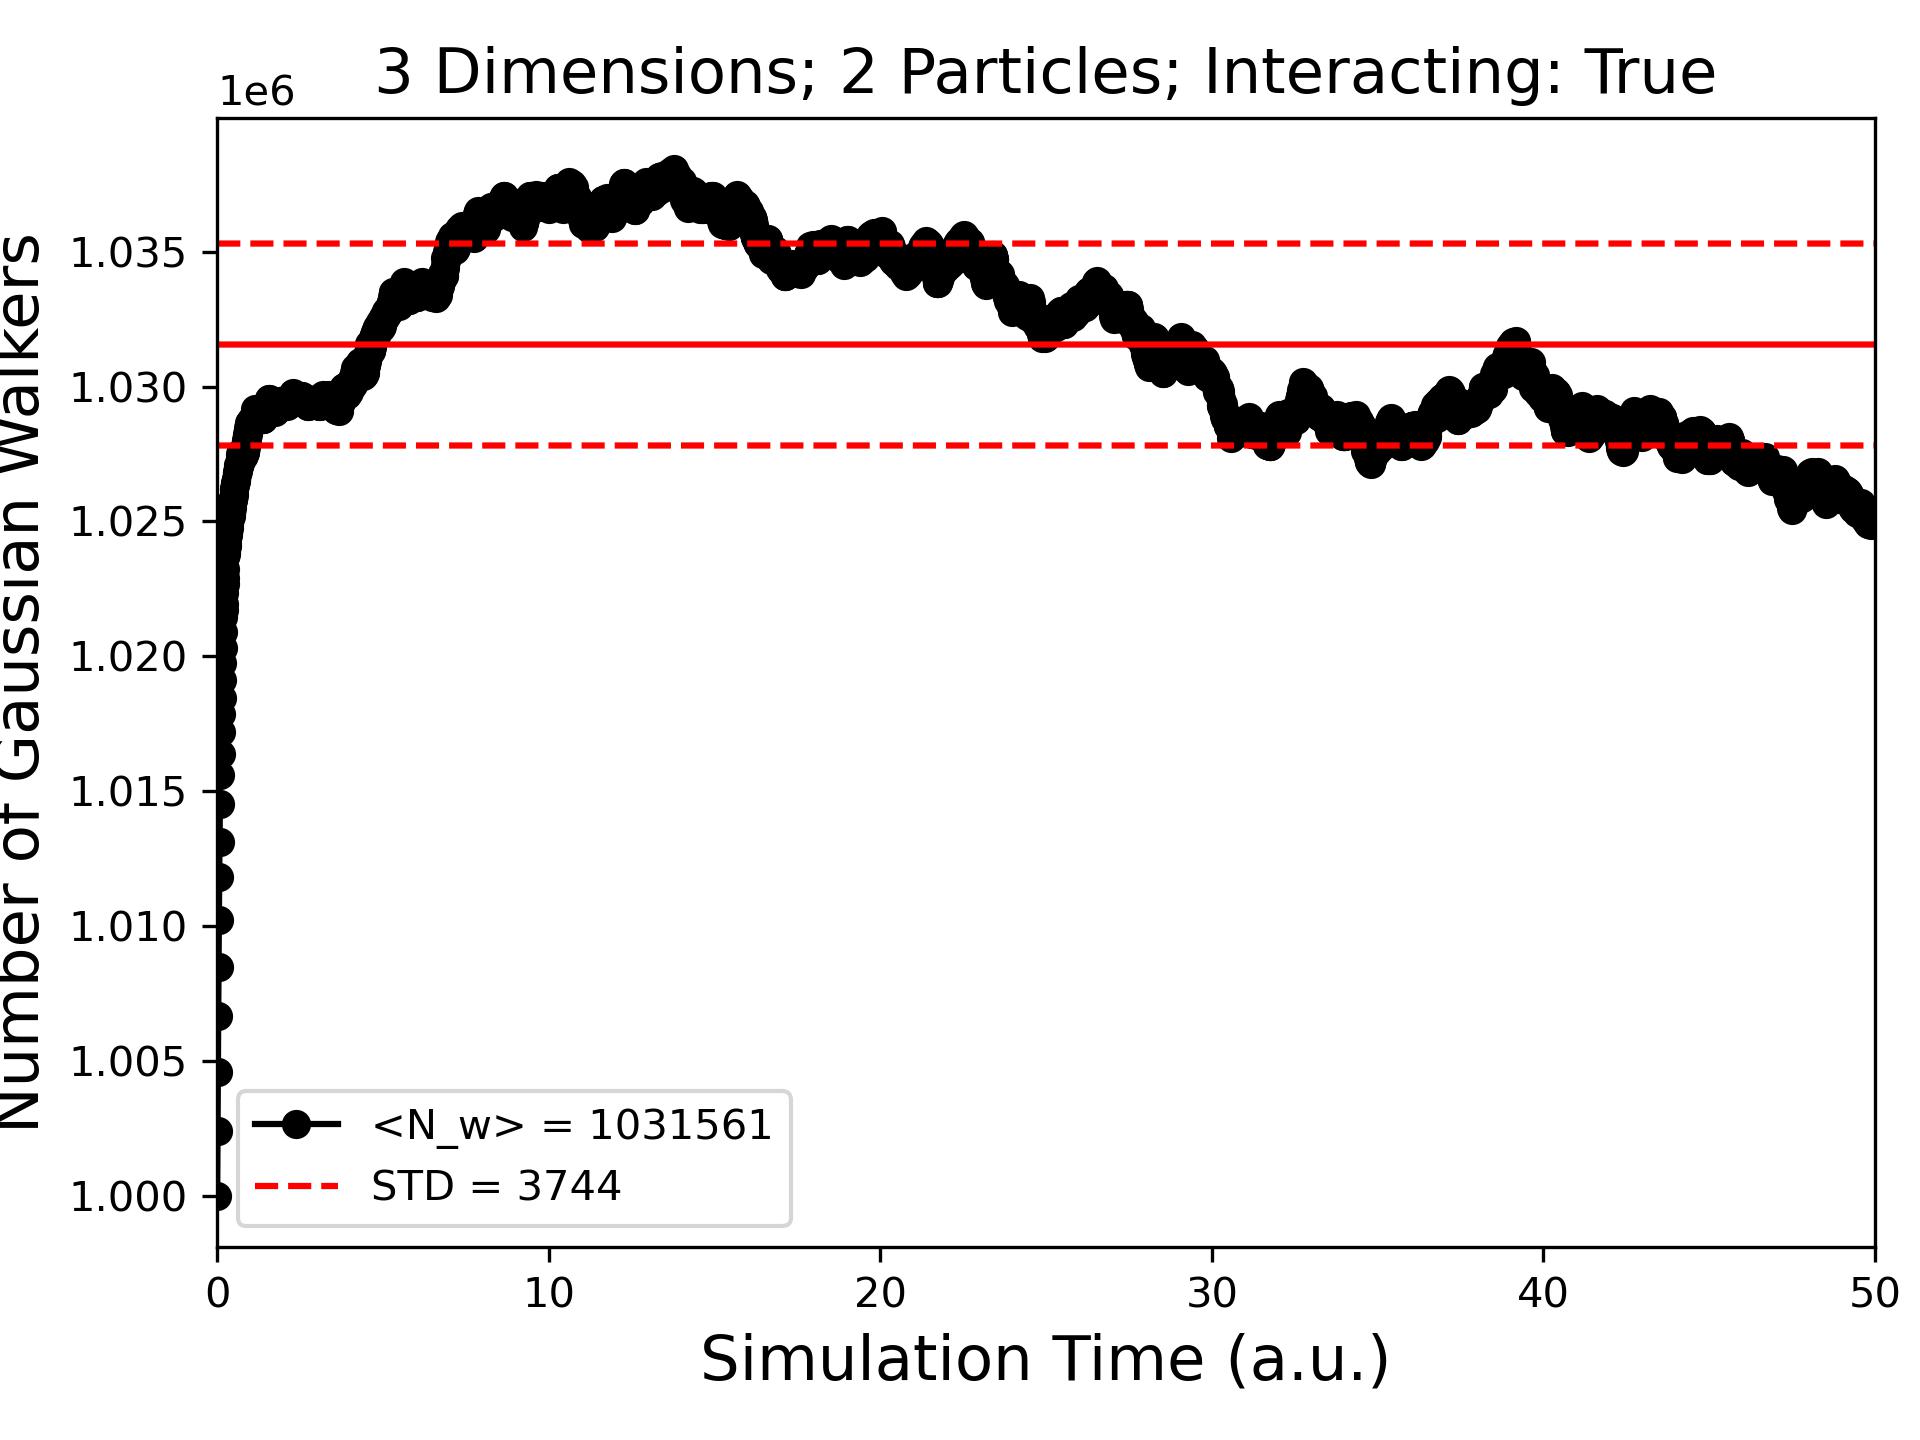 3 Dimensions; 2 Particles; Interacting: True
1e6
Number of Gaussian Walkers
1.035
1.030
1.025
1.020
1.015
1.010
1.005
1.000
<N_w> = 1031561
STD = 3744
0 10 20 30 40 50
Simulation Time (a.u.)